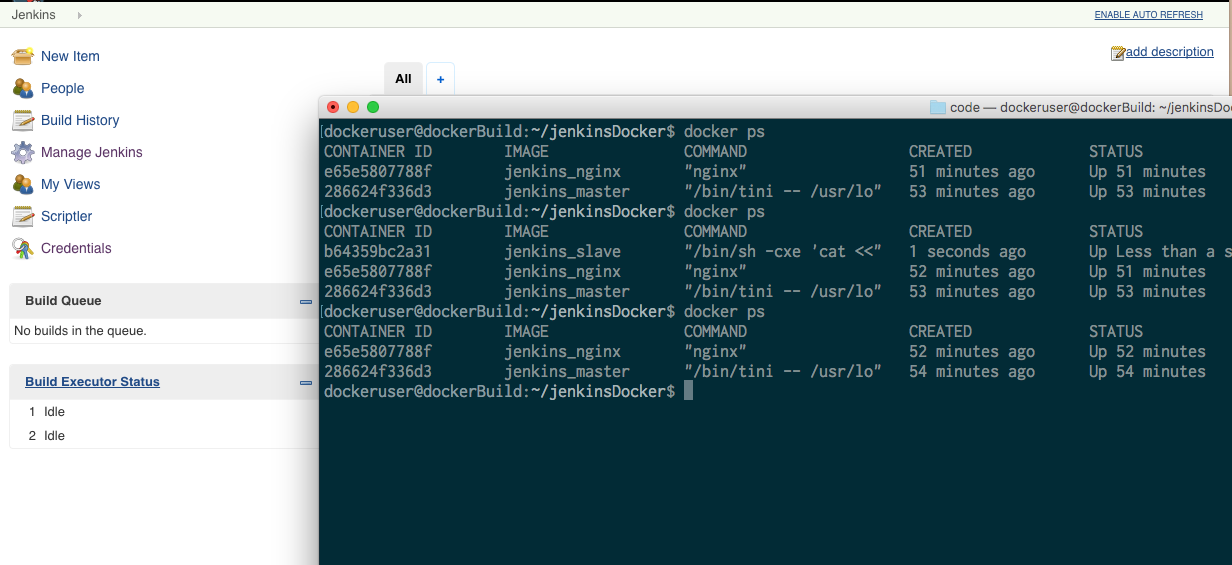 Jenkins
ENABLE AUTO REFRESH
add description
New Item
People
Build History
Manage Jenkins
My Views
Scriptler
Credentials
Build Queue
No builds in the queue.
Build Executor Status
1 Idle
2 Idle
All +
code — dockeruser@dockerBuild: ~/jenkinsDo
[dockeruser@dockerBuild:~/jenkinsDocker$ docker ps
CONTAINER ID IMAGE COMMAND CREATED STATUS
e65e5807788f jenkins_nginx "nginx" 51 minutes ago Up 51 minutes
286624f336d3 jenkins_master "/bin/tini -- /usr/lo" 53 minutes ago Up 53 minutes
[dockeruser@dockerBuild:~/jenkinsDocker$ docker ps
CONTAINER ID IMAGE COMMAND CREATED STATUS
b64359bc2a31 jenkins_slave "/bin/sh -cxe 'cat <<" 1 seconds ago Up Less than a s
e65e5807788f jenkins_nginx "nginx" 52 minutes ago Up 51 minutes
286624f336d3 jenkins_master "/bin/tini -- /usr/lo" 53 minutes ago Up 53 minutes
[dockeruser@dockerBuild:~/jenkinsDocker$ docker ps
CONTAINER ID IMAGE COMMAND CREATED STATUS
e65e5807788f jenkins_nginx "nginx" 52 minutes ago Up 52 minutes
286624f336d3 jenkins_master "/bin/tini -- /usr/lo" 54 minutes ago Up 54 minutes
dockeruser@dockerBuild:~/jenkinsDocker$